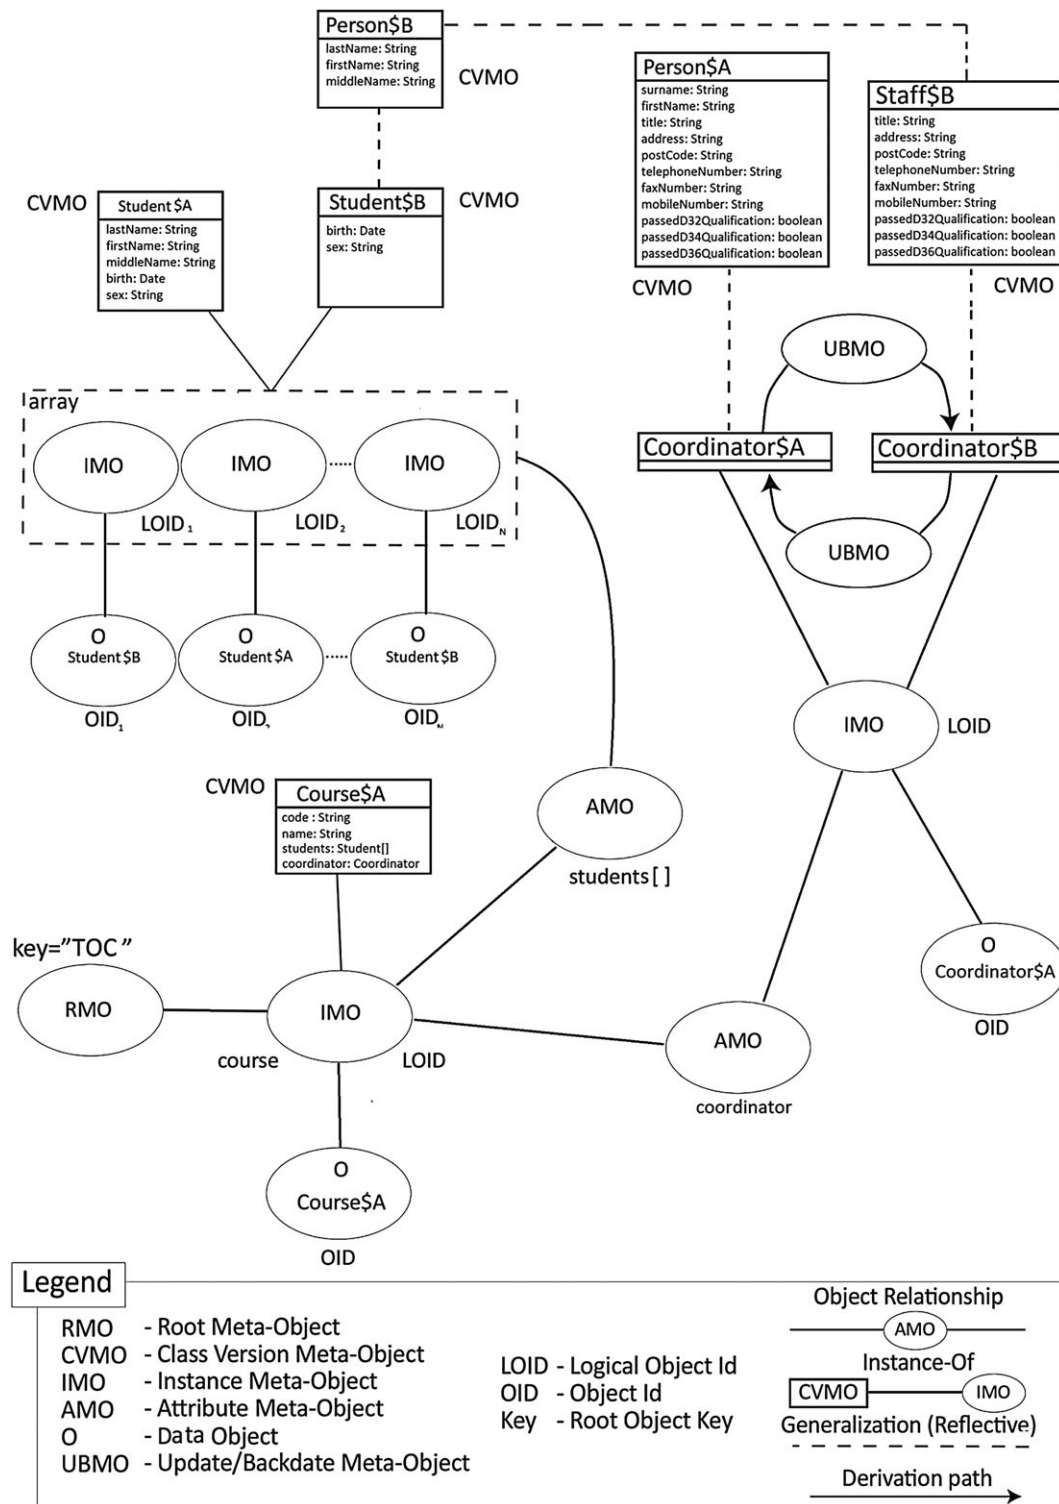 Person$B
lastName: String
firstName: String
middleName: String
CVMO
Person$A
surname: String
firstName: String
title: String
address: String
postCode: String
telephoneNumber: String
faxNumber: String
mobileNumber: String
passedD32Qualification: boolean
passedD34Qualification: boolean
passedD36Qualification: boolean
CVMO
Staff$B
title: String
address: String
postCode: String
telephoneNumber: String
faxNumber: String
mobileNumber: String
passedD32Qualification: boolean
passedD34Qualification: boolean
passedD36Qualification: boolean
CVMO
CVMO
Student$A
lastName: String
firstName: String
middleName: String
birth: Date
sex: String
Student$B
birth: Date
sex: String
CVMO
UBMO
Coordinator$A
Coordinator$B
UBMO
array
IMO
IMO
IMO
LOID1
LOID2
LOIDN
O
Student$B
O
Student$A
O
Student$B
OID1
OID2
OIDN
IMO
LOID
CVMO
Course$A
code : String
name: String
students: Student[]
coordinator: Coordinator
AMO
students[ ]
key="TOC"
RMO
IMO
course
LOID
AMO
coordinator
O
Coordinator$A
OID
O
Course$A
OID
Legend
RMO - Root Meta-Object
CVMO - Class Version Meta-Object
IMO - Instance Meta-Object
AMO - Attribute Meta-Object
O - Data Object
UBMO - Update/Backdate Meta-Object
LOID - Logical Object Id
OID - Object Id
Key - Root Object Key
Object Relationship
AMO
Instance-Of
CVMO
IMO
Generalization (Reflective)
Derivation path